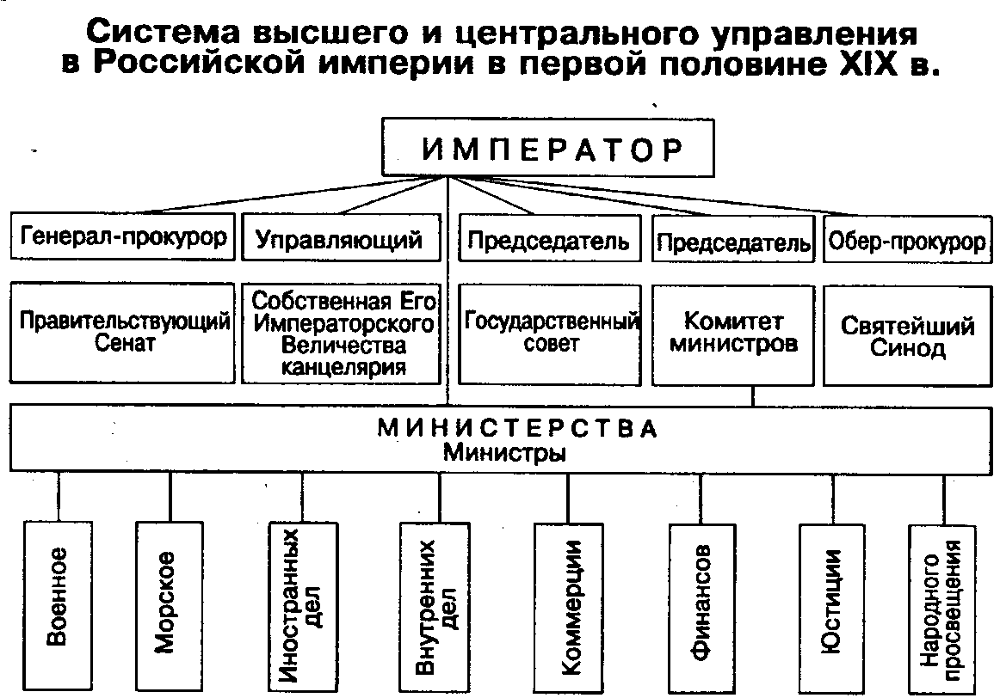 Система высшего и центрального управления
в Российской империи в первой половине XIX в.
ИМПЕРАТОР
Генерал-прокурор
Управляющий
Председатель
Председатель
Обер-прокурор
Правительствующий
Сенат
Собственная Его
Императорского
Величества
канцелярия
Государственный
совет
Комитет
министров
Святейший
Синод
МИНИСТЕРСТВА
Министры
Военное
Морское
Иностранных
дел
Внутренних
дел
Коммерции
Финансов
Юстиции
Народного
просвещения